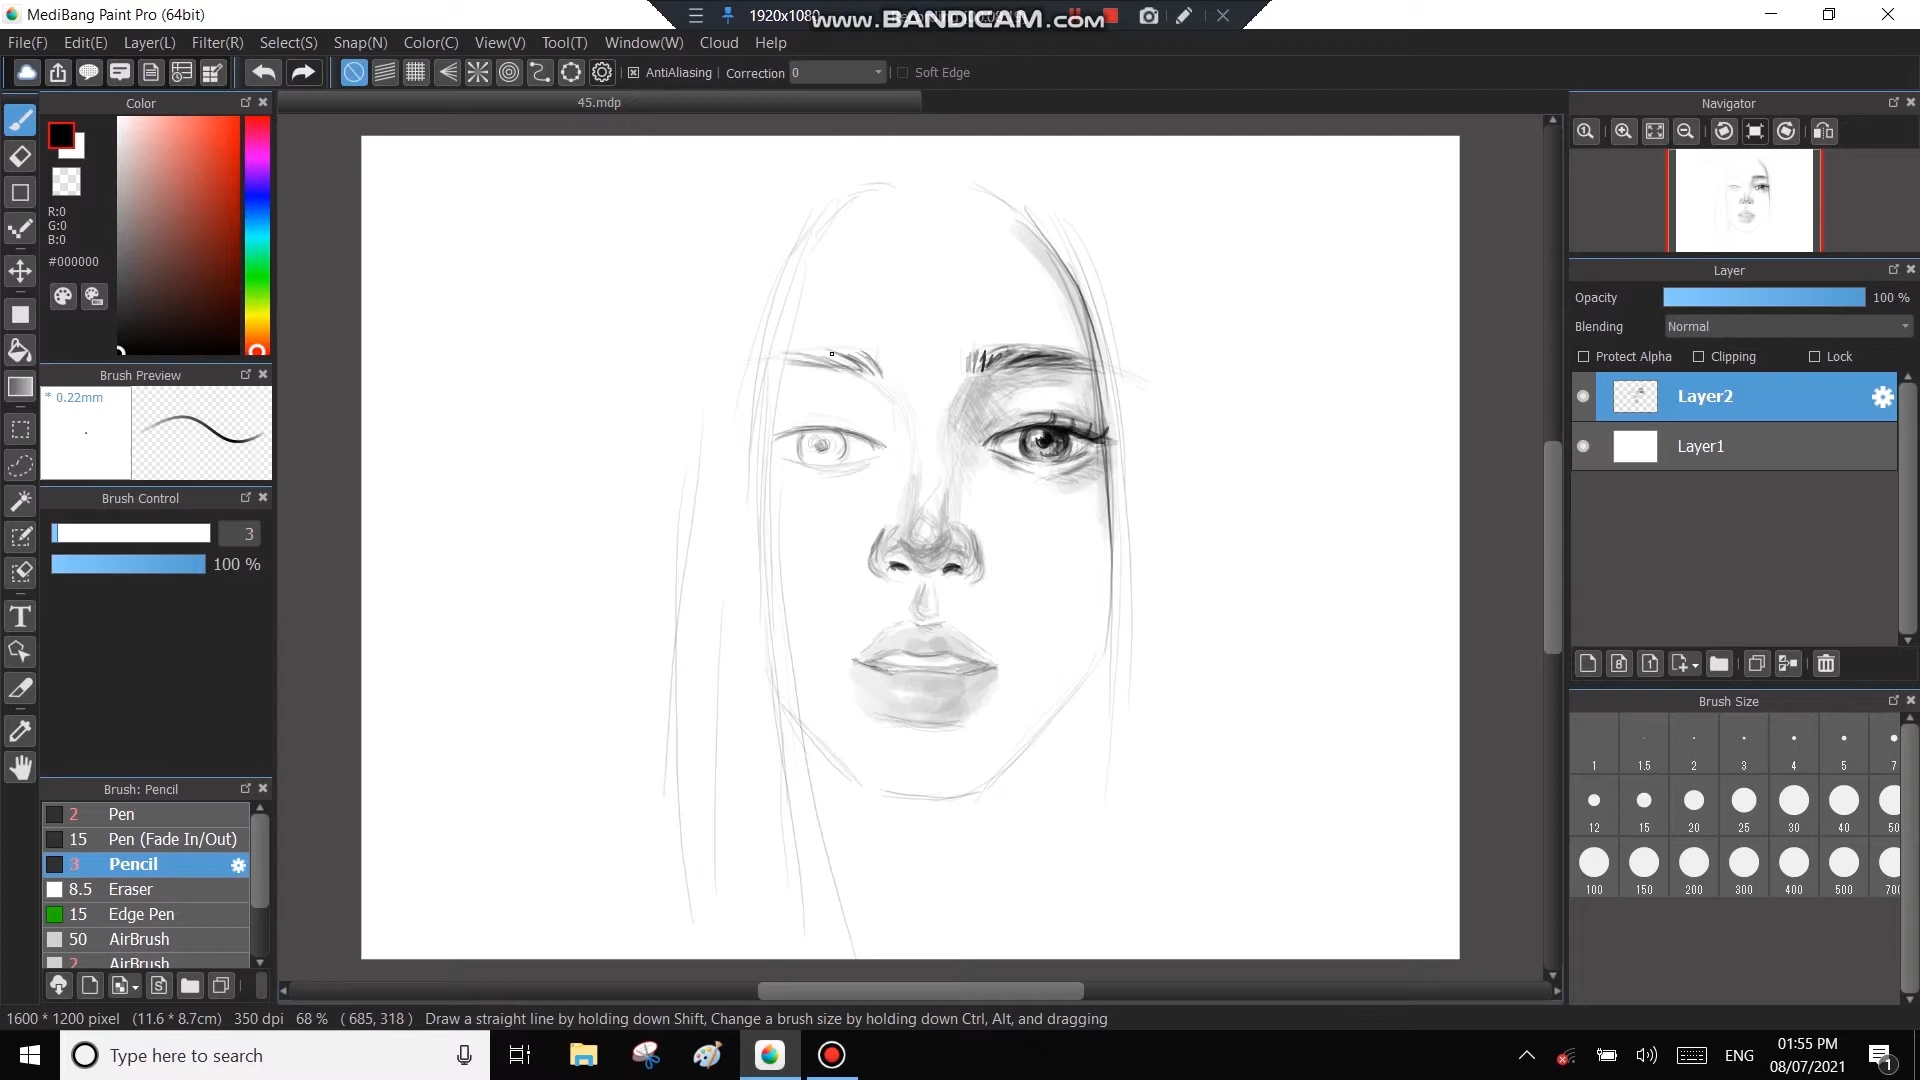 MediBang Paint Pro (64bit)
1920x1080
www.BANDICAM.com
File(F) Edit(E) Layer(L) Filter(R) Select(S) Snap(N) Color(C) View(V) Tool(T) Window(W) Cloud Help
AntiAliasing Correction 0 Soft Edge
Color
45.mdp
Navigator
R:0
G:0
B:0
#000000
Layer
Opacity 100 %
Blending Normal
Protect Alpha Clipping Lock
Layer2
Layer1
Brush Preview
* 0.22mm
Brush Control
3
100 %
Brush Size
1 1.5 2 3 4 5 7
12 15 20 25 30 40 50
100 150 200 300 400 500 700
Brush: Pencil
2 Pen
15 Pen (Fade In/Out)
3 Pencil
8.5 Eraser
15 Edge Pen
50 AirBrush
2 AirBrush
1600 * 1200 pixel (11.6 * 8.7cm) 350 dpi 68 % ( 685, 318 ) Draw a straight line by holding down Shift, Change a brush size by holding down Ctrl, Alt, and dragging
Type here to search
ENG
01:55 PM
08/07/2021
1